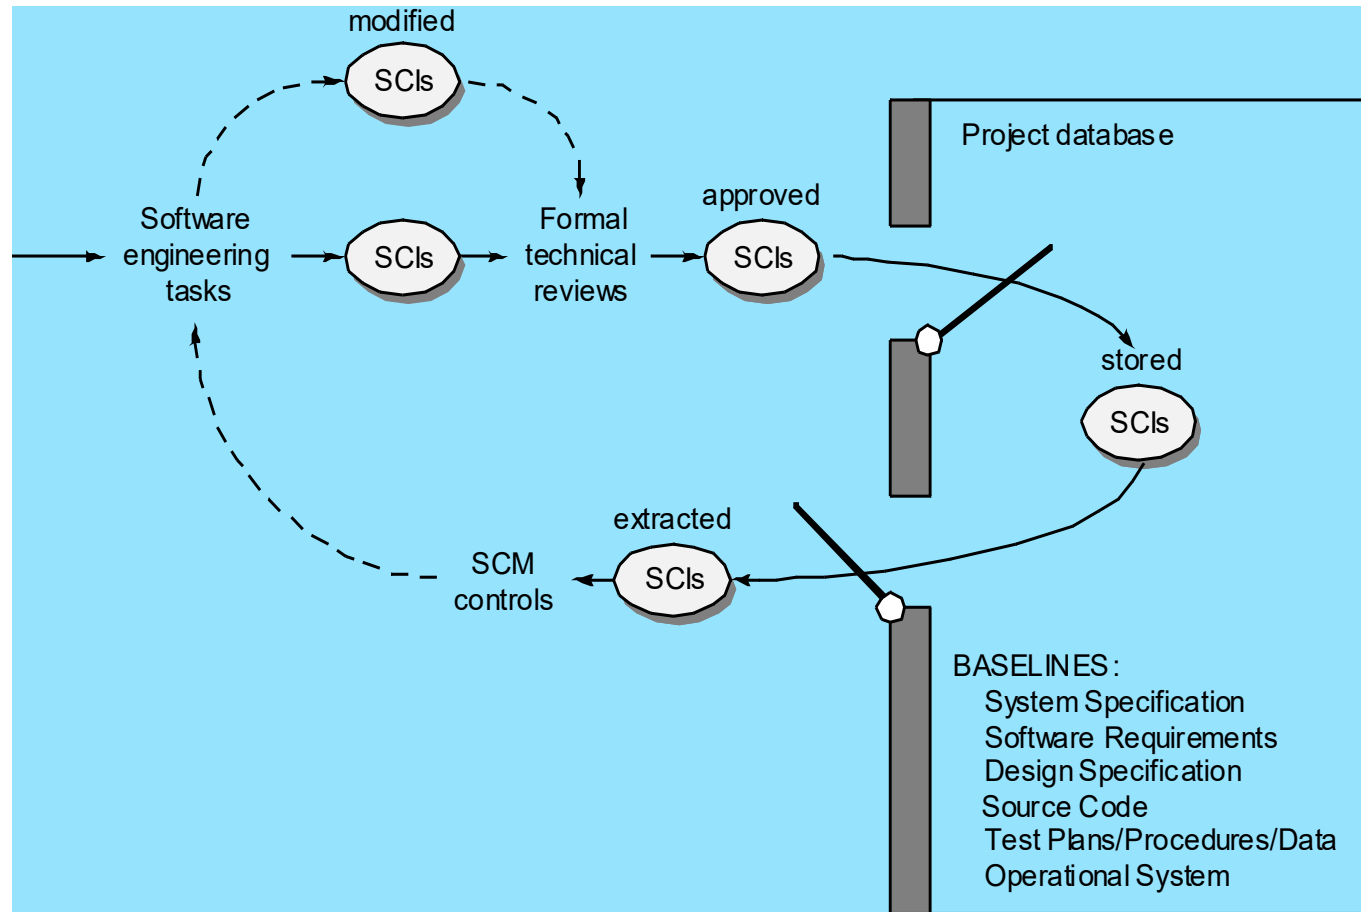 modified
SCIs
Project database
Software
engineering
tasks
SCIs
Formal
technical
reviews
approved
SCIs
stored
SCIs
extracted
SCIs
SCM
controls
BASELINES:
System Specification
Software Requirements
Design Specification
Source Code
Test Plans/Procedures/Data
Operational System